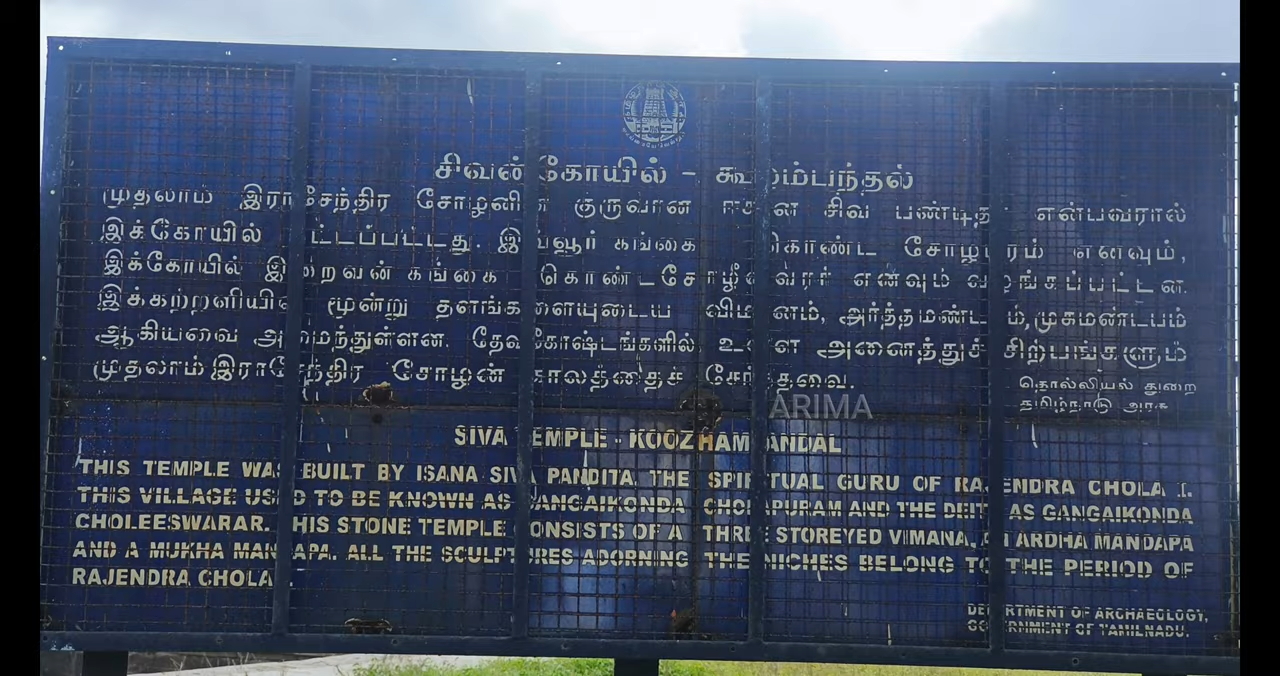 சிவன் கோயில் - கூழம்பந்தல்
முதலாம் இராசேந்திர சோழனின் குருவான ஈசான சிவ பண்டிதர் என்பவரால்
இக்கோயில் கட்டப்பட்டது. இவ்வூர் கங்கை கொண்ட சோழபுரம் எனவும்,
இக்கோயில் இறைவன் கங்கை கொண்டசோழீஸ்வரர் எனவும் வழங்கப்பட்டன.
இக்கற்றளியில் மூன்று தளங்களையுடைய விமானம், அர்த்தமண்டபம்,முகமண்டபம்
ஆகியவை அமைந்துள்ளன. தேவகோஷ்டங்களில் உள்ள அனைத்துச் சிற்பங்களும்
முதலாம் இராசேந்திர சோழன் காலத்தைச் சேர்ந்தவை.
தொல்லியல் துறை
தமிழ்நாடு அரசு
ARIMA
SIVA TEMPLE - KOOZHAMPANDAL
THIS TEMPLE WAS BUILT BY ISANA SIVA PANDITA, THE SPIRITUAL GURU OF RAJENDRA CHOLA I.
THIS VILLAGE USED TO BE KNOWN AS GANGAIKONDA CHOLAPURAM AND THE DEITY AS GANGAIKONDA
CHOLEESWARAR. THIS STONE TEMPLE CONSISTS OF A THREE STOREYED VIMANA, AN ARDHA MANDAPA
AND A MUKHA MANDAPA. ALL THE SCULPTURES ADORNING THE NICHES BELONG TO THE PERIOD OF
RAJENDRA CHOLA I.
DEPARTMENT OF ARCHAEOLOGY,
GOVERNMENT OF TAMILNADU.